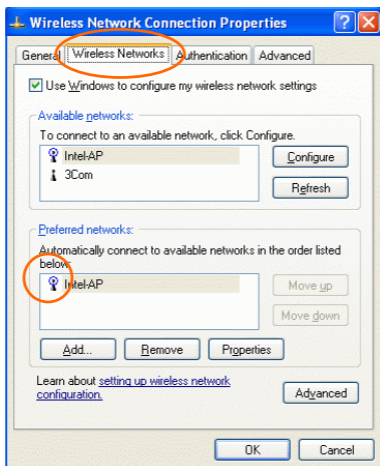 Wireless Network Connection Properties
General Wireless Networks Authentication Advanced
Use Windows to configure my wireless network settings
Available networks:
To connect to an available network, click Configure.
Intel-AP
3Com
Configure
Refresh
Preferred networks:
Automatically connect to available networks in the order listed
below:
Intel-AP
Move up
Move down
Add...
Remove
Properties
Learn about setting up wireless network
configuration.
Advanced
OK
Cancel